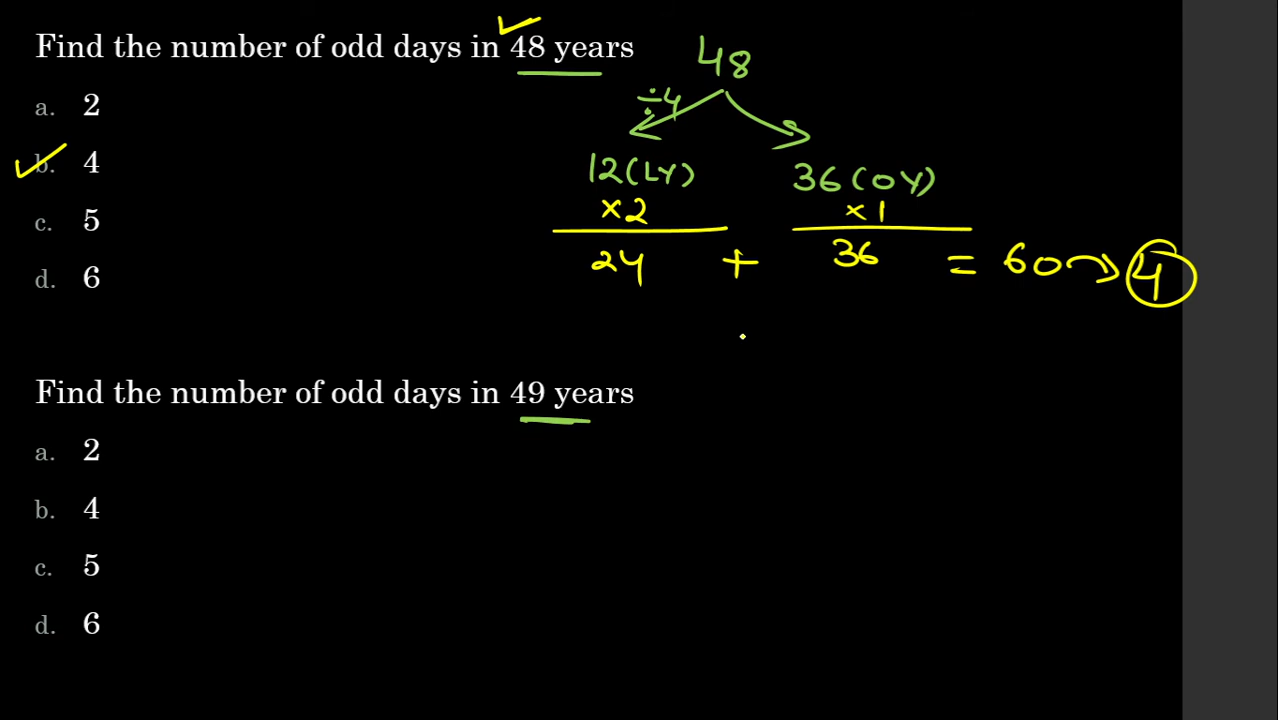 Find the number of odd days in 48 years
a. 2
b. 4
c. 5
d. 6
48
÷4
12(LY) 36(OY)
×2 ×1
24 + 36 = 60 → 4
Find the number of odd days in 49 years
a. 2
b. 4
c. 5
d. 6